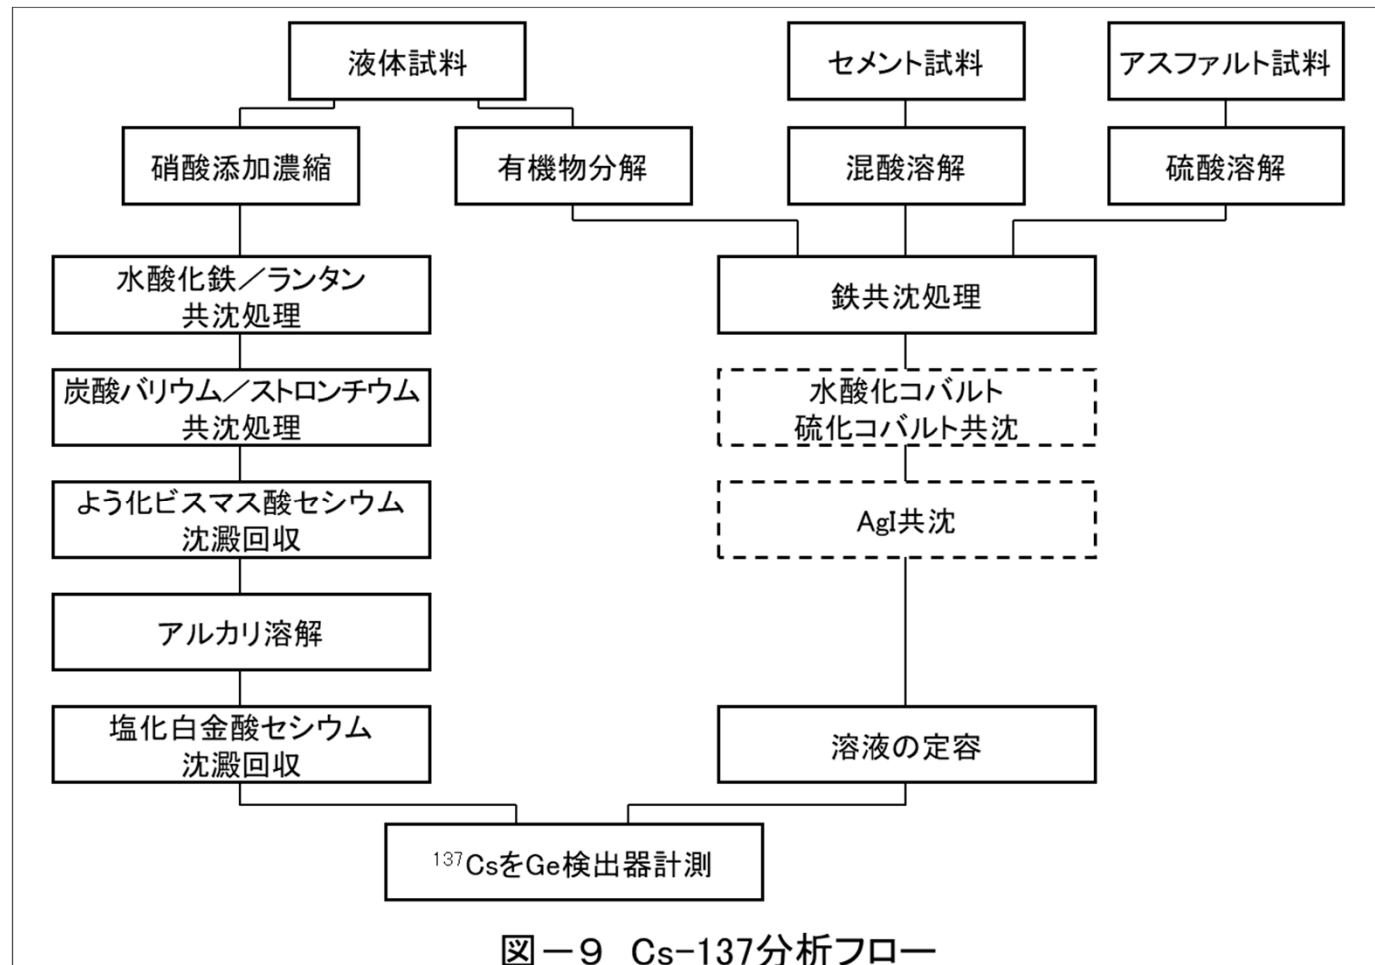 液体試料
セメント試料
アスファルト試料
硝酸添加濃縮
有機物分解
混酸溶解
硫酸溶解
水酸化鉄／ランタン
共沈処理
鉄共沈処理
炭酸バリウム／ストロンチウム
共沈処理
水酸化コバルト
硫化コバルト共沈
よう化ビスマス酸セシウム
沈澱回収
AgI共沈
アルカリ溶解
塩化白金酸セシウム
沈澱回収
溶液の定容
¹³⁷CsをGe検出器計測
図－９ Cs-137分析フロー